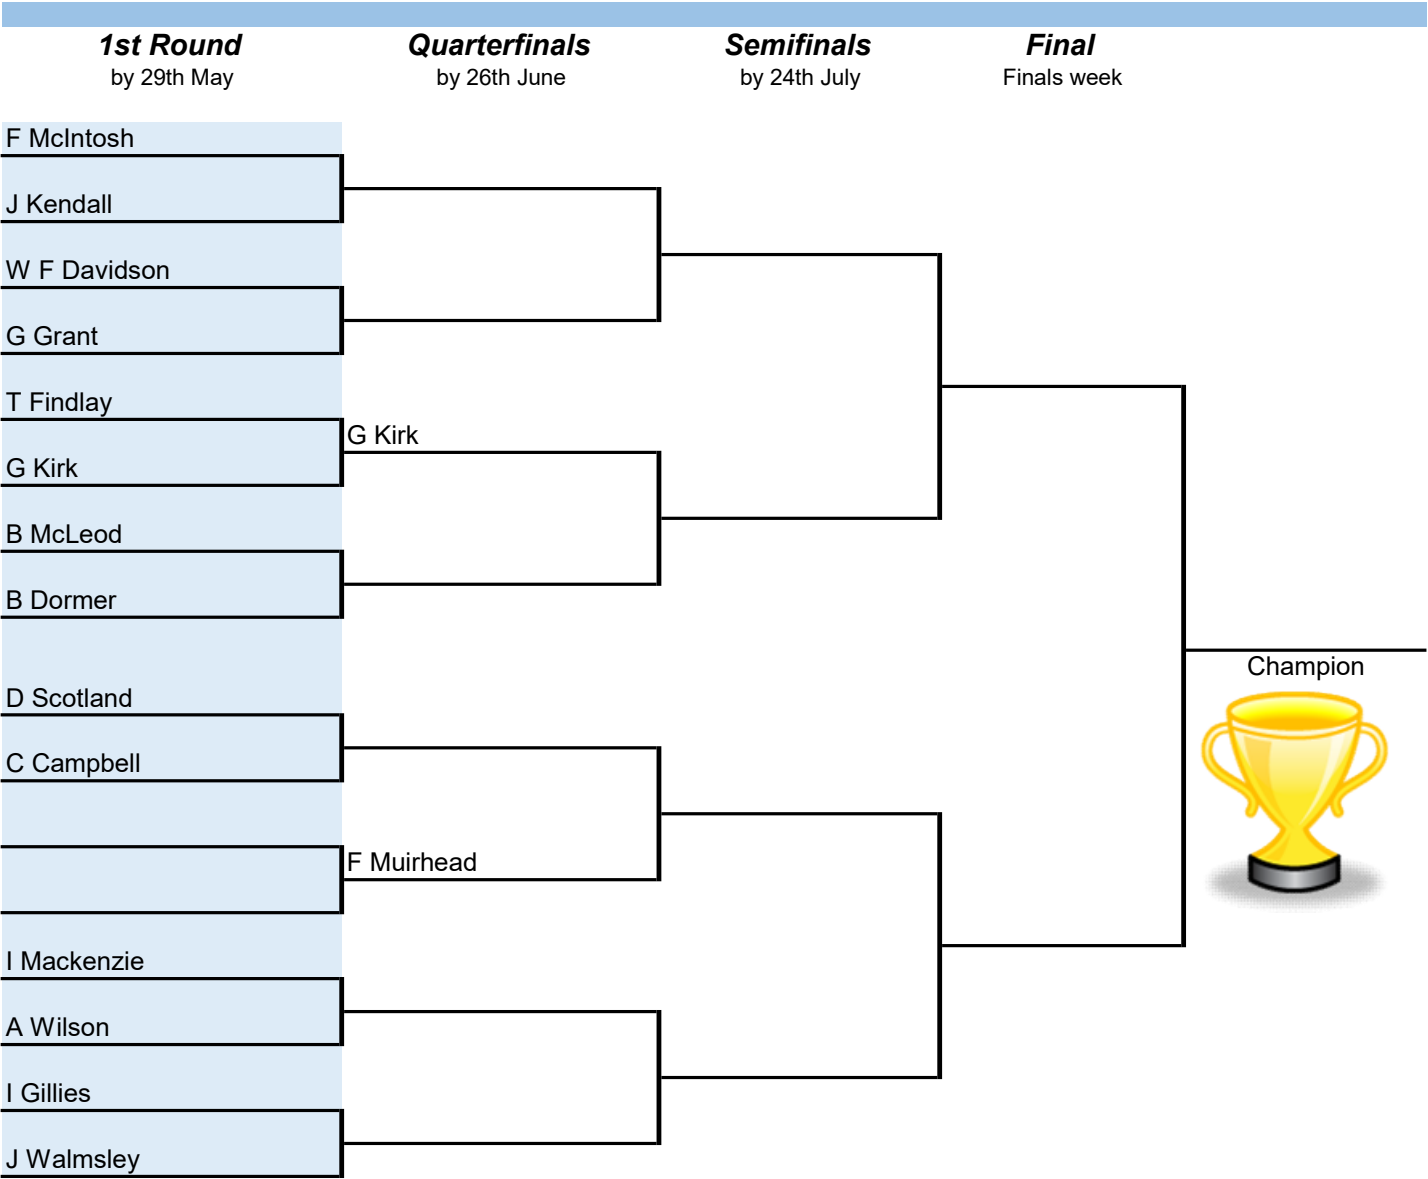 1st Round
Quarterfinals
Semifinals
Final
by 29th May
by 26th June
by 24th July
Finals week
F McIntosh
J Kendall
W F Davidson
G Grant
T Findlay
G Kirk
G Kirk
B McLeod
B Dormer
Champion
D Scotland
C Campbell
F Muirhead
I Mackenzie
A Wilson
I Gillies
J Walmsley